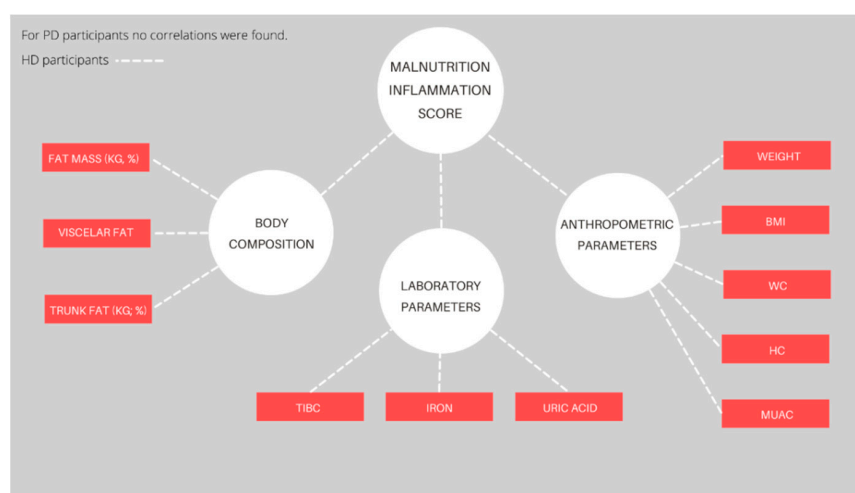 For PD participants no correlations were found.
HD participants
MALNUTRITION
INFLAMMATION
SCORE
FAT MASS (KG, %)
VISCELAR FAT
TRUNK FAT (KG; %)
BODY
COMPOSITION
LABORATORY
PARAMETERS
TIBC
IRON
URIC ACID
ANTHROPOMETRIC
PARAMETERS
WEIGHT
BMI
WC
HC
MUAC